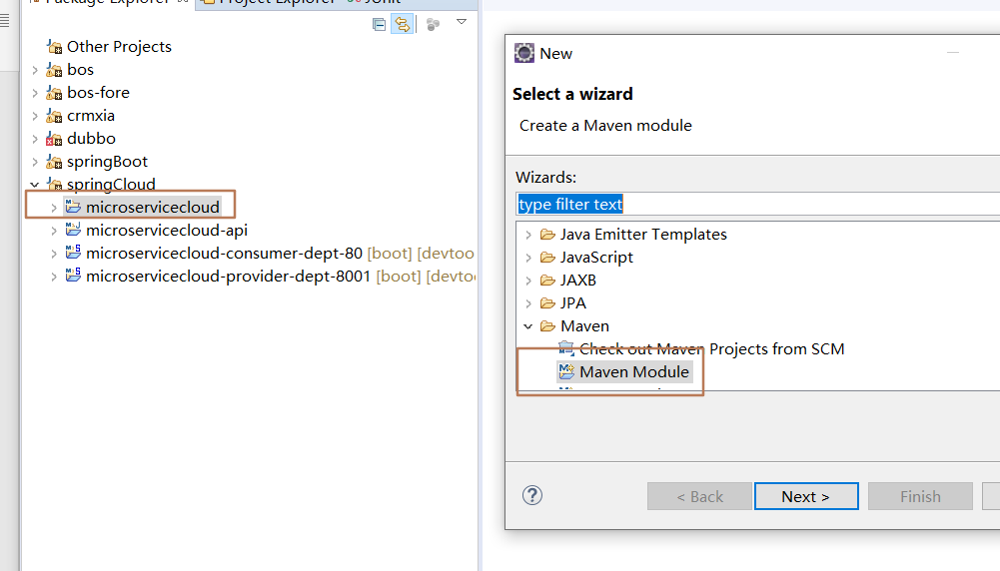 Package Explorer Project Explorer JUnit
Other Projects
bos
bos-fore
crmxia
dubbo
springBoot
springCloud
microservicecloud
microservicecloud-api
microservicecloud-consumer-dept-80 [boot] [devtoo
microservicecloud-provider-dept-8001 [boot] [devtoo
New
Select a wizard
Create a Maven module
Wizards:
type filter text
Java Emitter Templates
JavaScript
JAXB
JPA
Maven
Check out Maven Projects from SCM
Maven Module
< Back
Next >
Finish